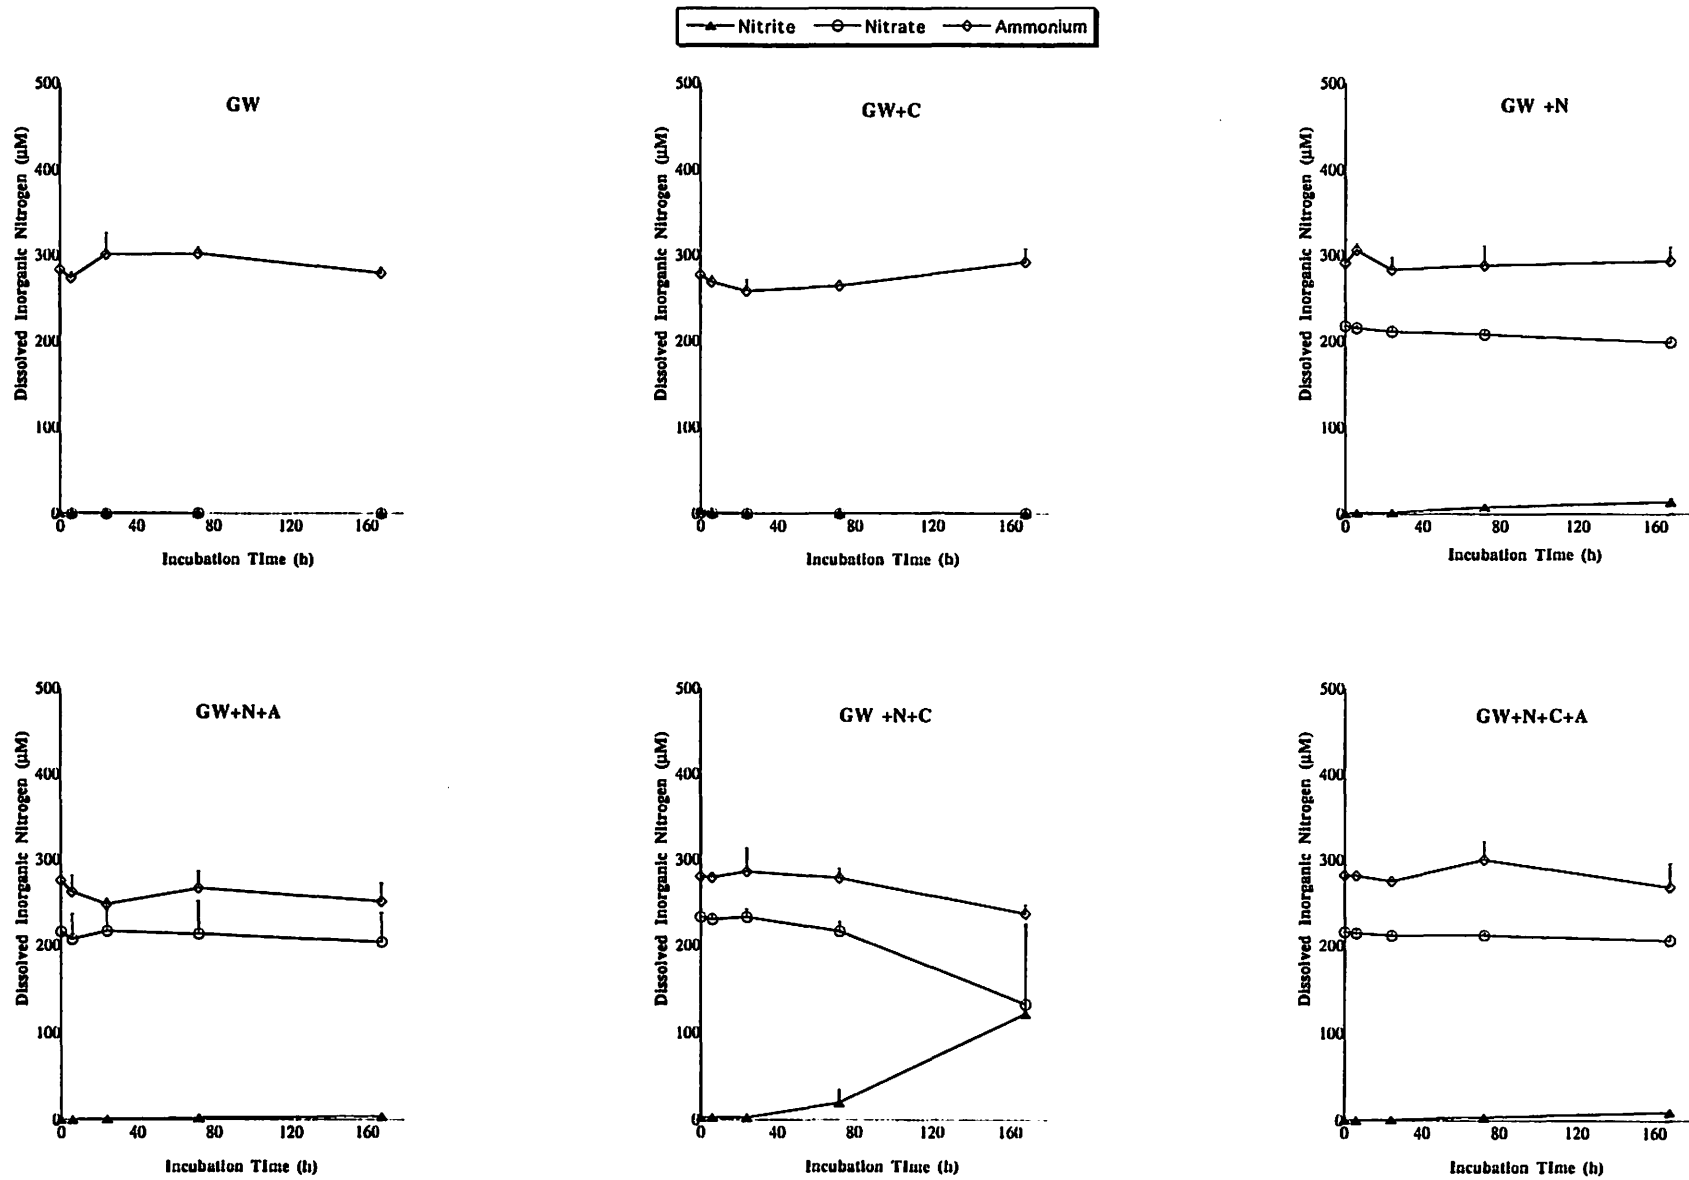 Nitrite Nitrate Ammonium
GW
500
400
300
200
100
0
Dissolved Inorganic Nitrogen (µM)
0 40 80 120 160
Incubation Time (h)
GW+C
500
400
300
200
100
0
Dissolved Inorganic Nitrogen (µM)
0 40 80 120 160
Incubation Time (h)
GW +N
500
400
300
200
100
0
Dissolved Inorganic Nitrogen (µM)
0 40 80 120 160
Incubation Time (h)
GW+N+A
500
400
300
200
100
0
Dissolved Inorganic Nitrogen (µM)
0 40 80 120 160
Incubation Time (h)
GW +N+C
500
400
300
200
100
0
Dissolved Inorganic Nitrogen (µM)
0 40 80 120 160
Incubation Time (h)
GW+N+C+A
500
400
300
200
100
0
Dissolved Inorganic Nitrogen (µM)
0 40 80 120 160
Incubation Time (h)